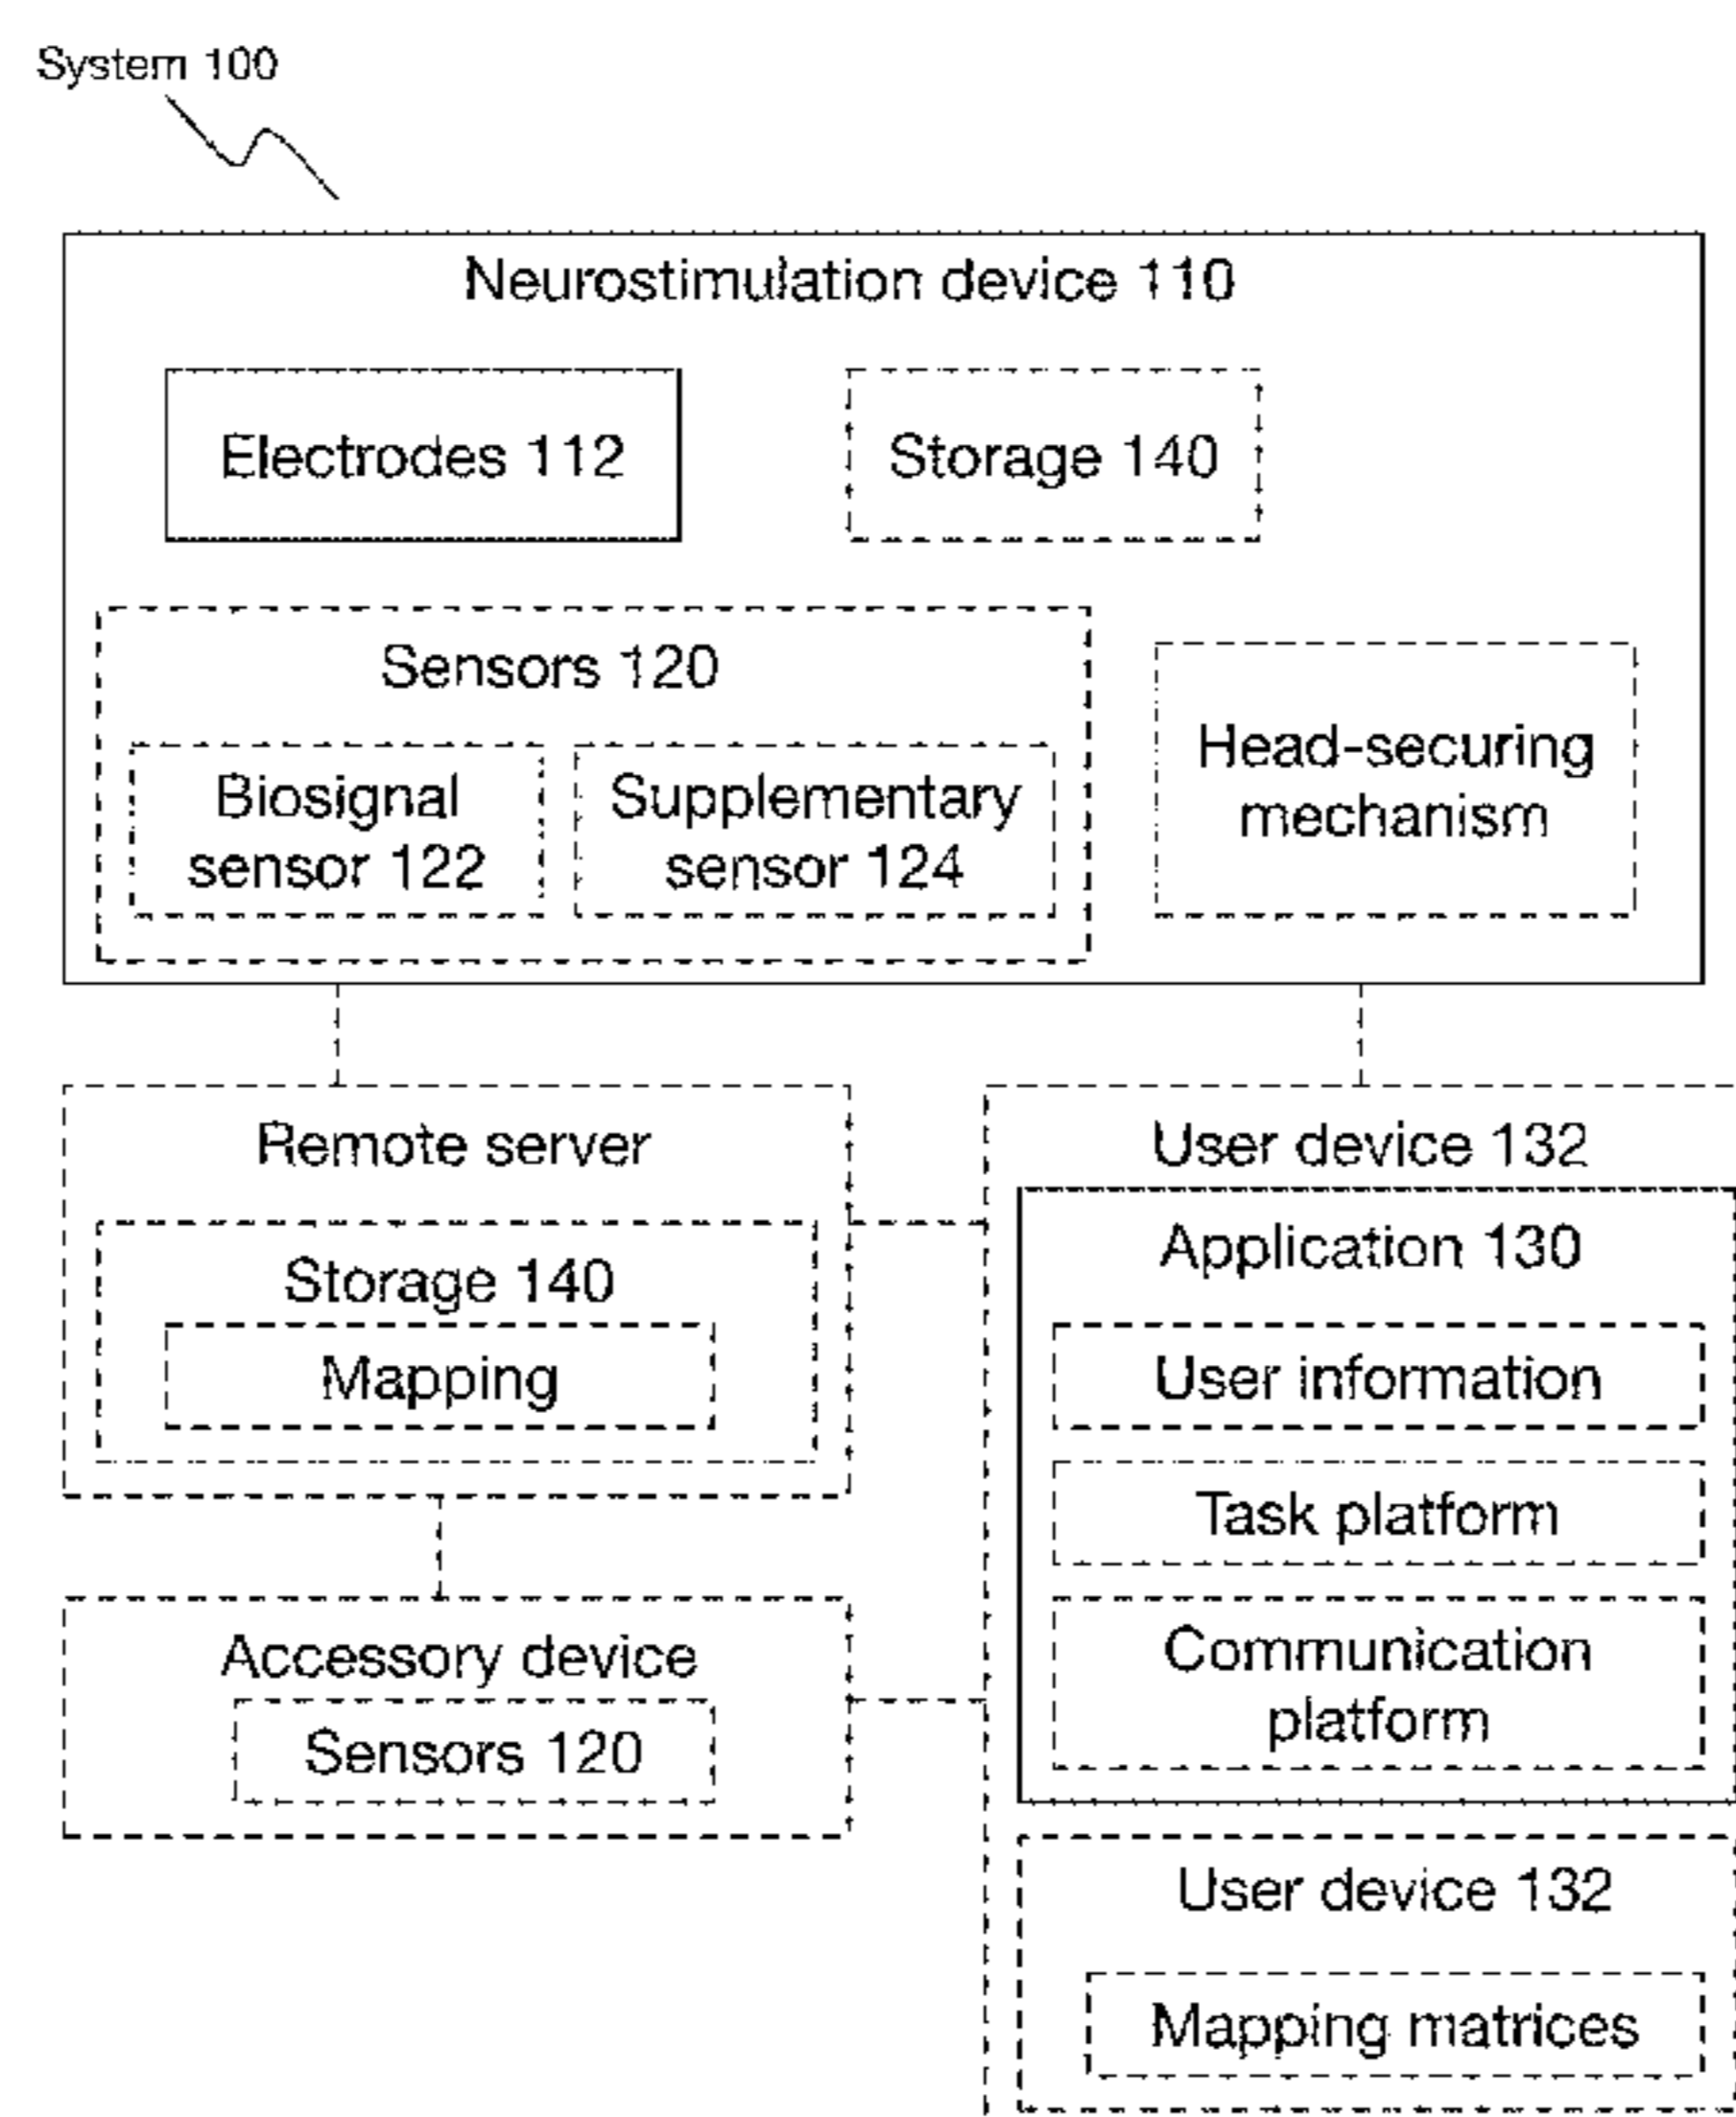 System 100
Neurostimulation device 110
Electrodes 112
Storage 140
Sensors 120
Biosignal
sensor 122
Supplementary
sensor 124
Head-securing
mechanism
Remote server
Storage 140
Mapping
Accessory device
Sensors 120
User device 132
Application 130
User information
Task platform
Communication
platform
User device 132
Mapping matrices